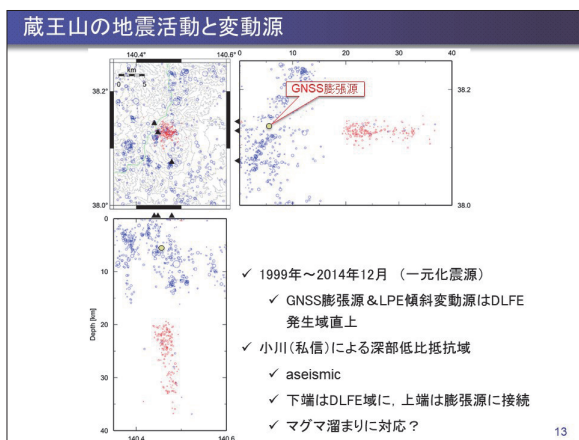 蔵王山の地震活動と変動源
140.4° 140.6° 0 10 20 30 40
km
0 5
GNSS膨張源
38.2° 38.2°
38.0° 38.0°
0
10
20
30
40
Depth [km]
140.4 140.6
✓ 1999年～2014年12月 （一元化震源）
✓ GNSS膨張源＆LPE傾斜変動源はDLFE
発生域直上
✓ 小川（私信）による深部低比抵抗域
✓ aseismic
✓ 下端はDLFE域に，上端は膨張源に接続
✓ マグマ溜まりに対応？
13